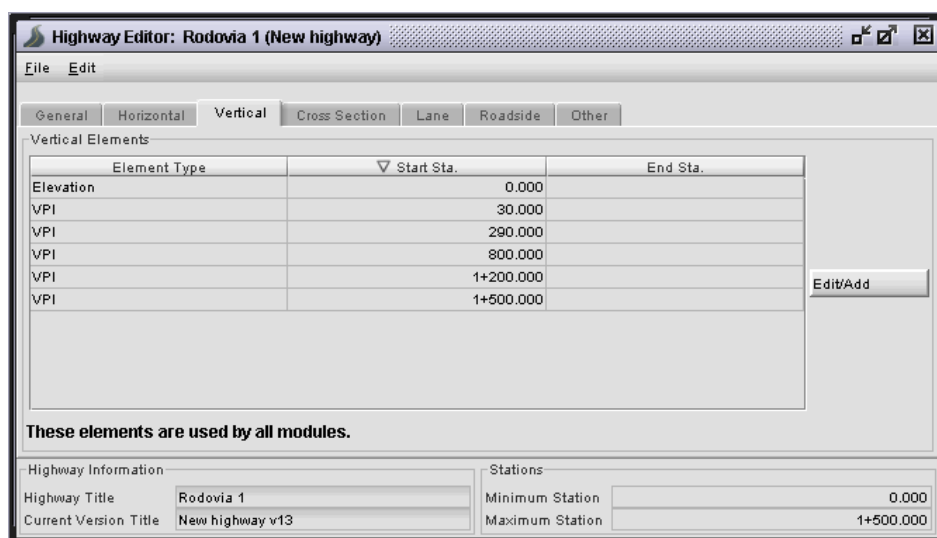 Highway Editor: Rodovia 1 (New highway)
File Edit
General Horizontal Vertical Cross Section Lane Roadside Other
Vertical Elements
Element Type Start Sta. End Sta.
Elevation 0.000
VPI 30.000
VPI 290.000
VPI 800.000
VPI 1+200.000
VPI 1+500.000
Edit/Add
These elements are used by all modules.
Highway Information Stations
Highway Title Rodovia 1 Minimum Station 0.000
Current Version Title New highway v13 Maximum Station 1+500.000